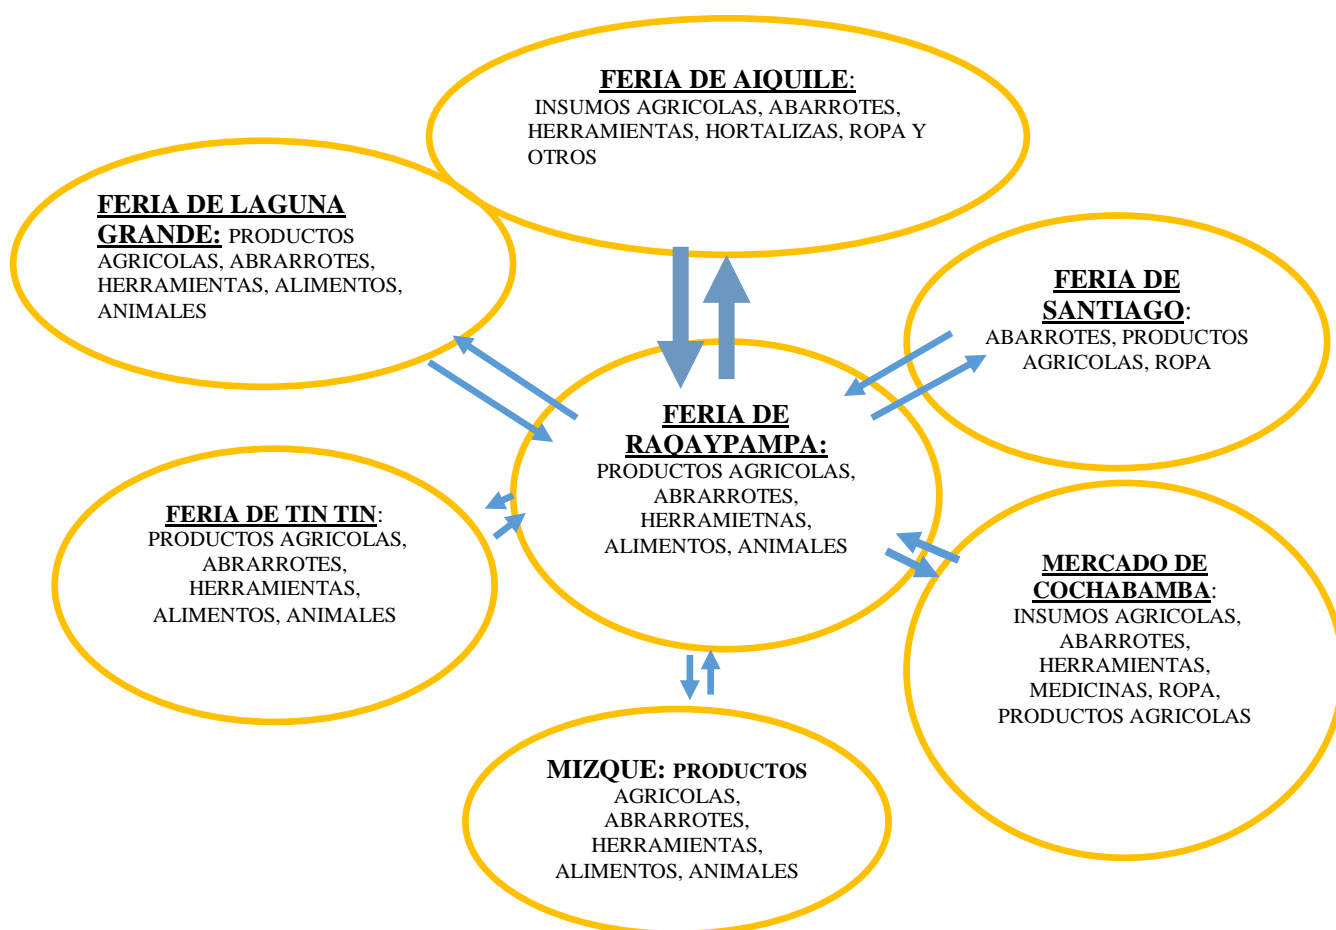 FERIA DE AIQUILE:
INSUMOS AGRICOLAS, ABARROTES,
HERRAMIENTAS, HORTALIZAS, ROPA Y
OTROS
FERIA DE LAGUNA
GRANDE: PRODUCTOS
AGRICOLAS, ABRARROTES,
HERRAMIENTAS, ALIMENTOS,
ANIMALES
FERIA DE
SANTIAGO:
ABARROTES, PRODUCTOS
AGRICOLAS, ROPA
FERIA DE
RAQAYPAMPA:
PRODUCTOS AGRICOLAS,
ABRARROTES,
HERRAMIETNAS,
ALIMENTOS, ANIMALES
FERIA DE TIN TIN:
PRODUCTOS AGRICOLAS,
ABRARROTES,
HERRAMIENTAS,
ALIMENTOS, ANIMALES
MERCADO DE
COCHABAMBA:
INSUMOS AGRICOLAS,
ABARROTES,
HERRAMIENTAS,
MEDICINAS, ROPA,
PRODUCTOS AGRICOLAS
MIZQUE: PRODUCTOS
AGRICOLAS,
ABRARROTES,
HERRAMIENTAS,
ALIMENTOS, ANIMALES